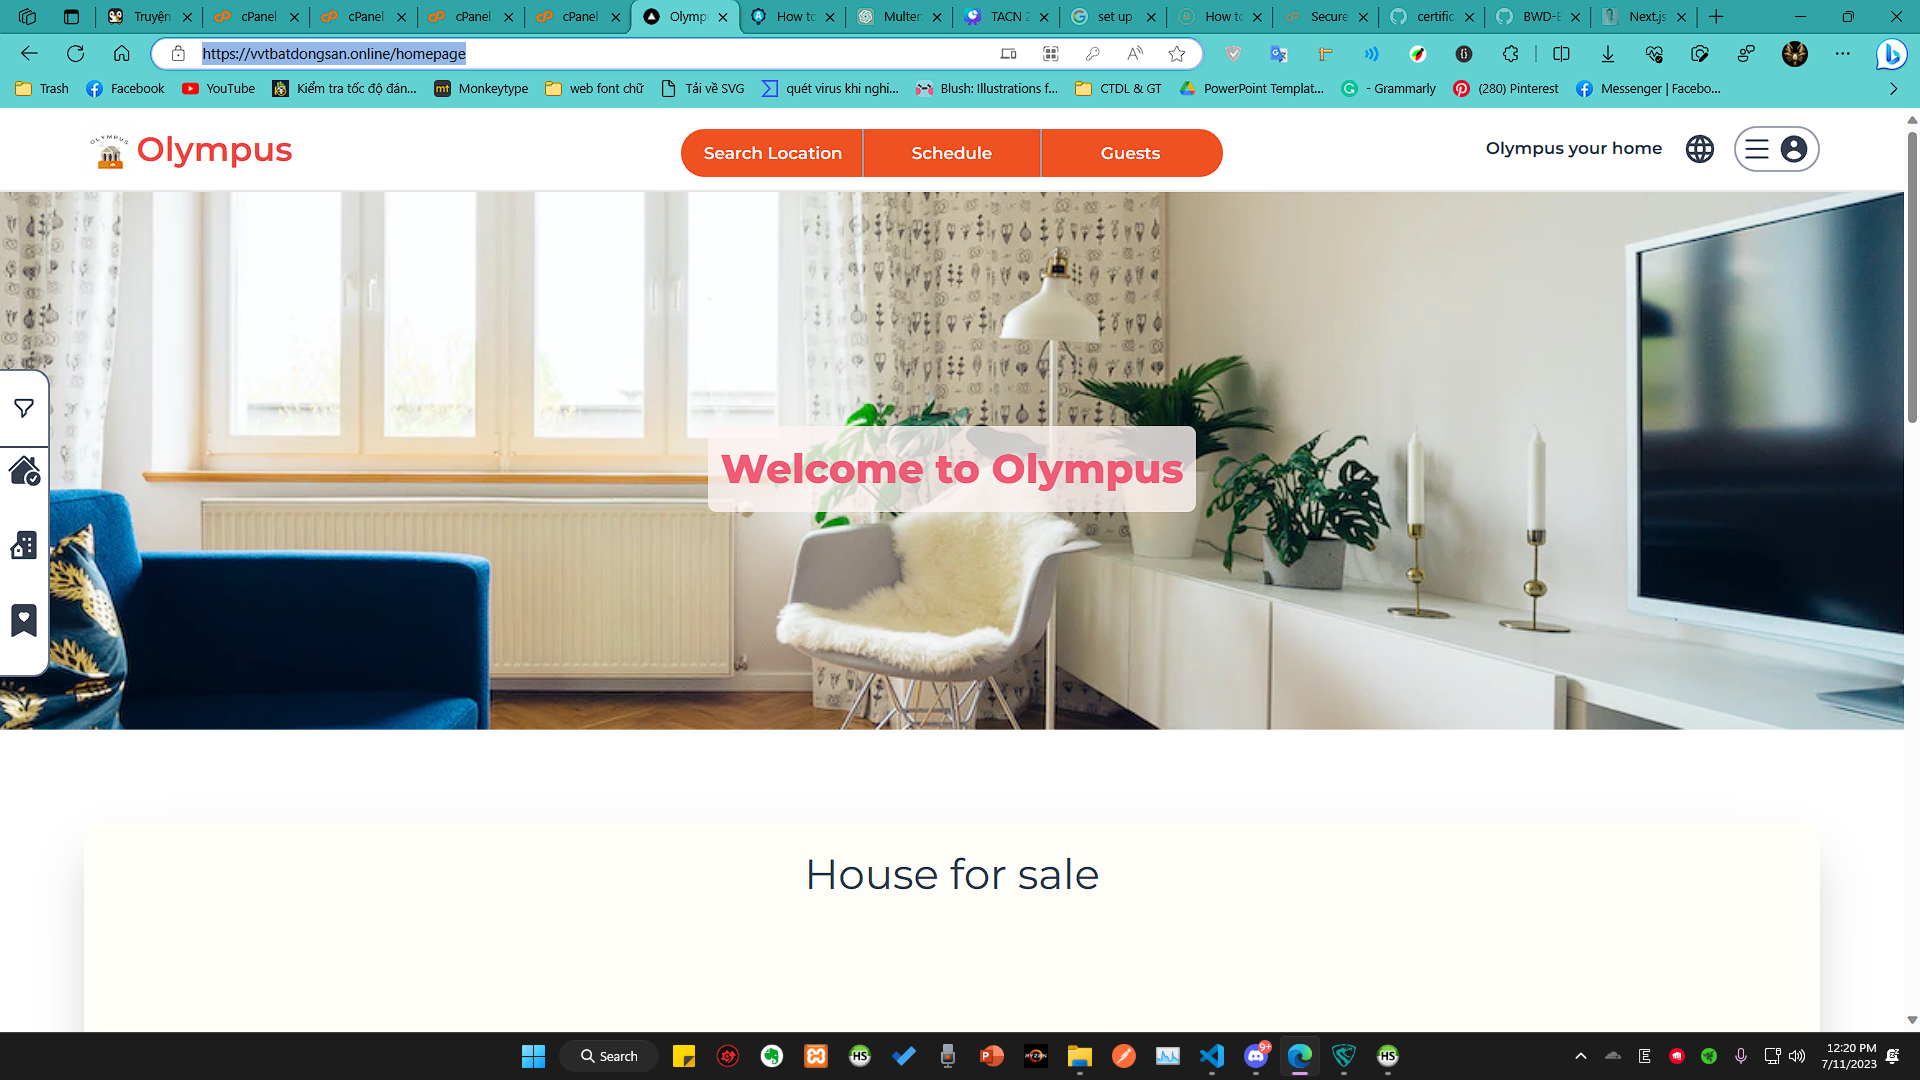 Truyện
cPanel
cPanel
cPanel
cPanel
Olymp
How to
Multer
TACN 2
set up
How to
Secure
certific
BWD-E
Next.js
https://vvtbatdongsan.online/homepage
Trash
Facebook
YouTube
Kiểm tra tốc độ đán...
Monkeytype
web font chữ
Tải về SVG
quét virus khi nghi...
Blush: Illustrations f...
CTDL & GT
PowerPoint Templat...
- Grammarly
(280) Pinterest
Messenger | Facebo...
OLYMPUS
Olympus
Search Location
Schedule
Guests
Olympus your home
Welcome to Olympus
House for sale
Search
9+
12:20 PM
7/11/2023